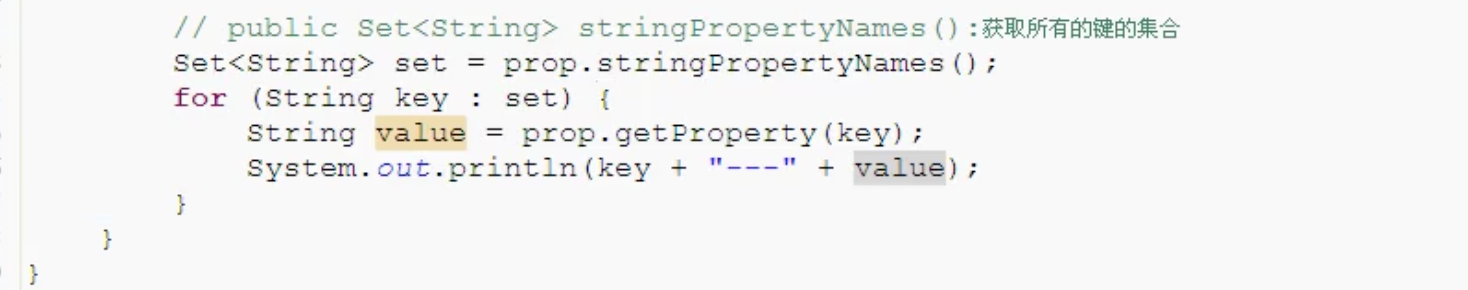 // public Set<String> stringPropertyNames():获取所有的键的集合
Set<String> set = prop.stringPropertyNames();
for (String key : set) {
String value = prop.getProperty(key);
System.out.println(key + "---" + value);
}
}
}